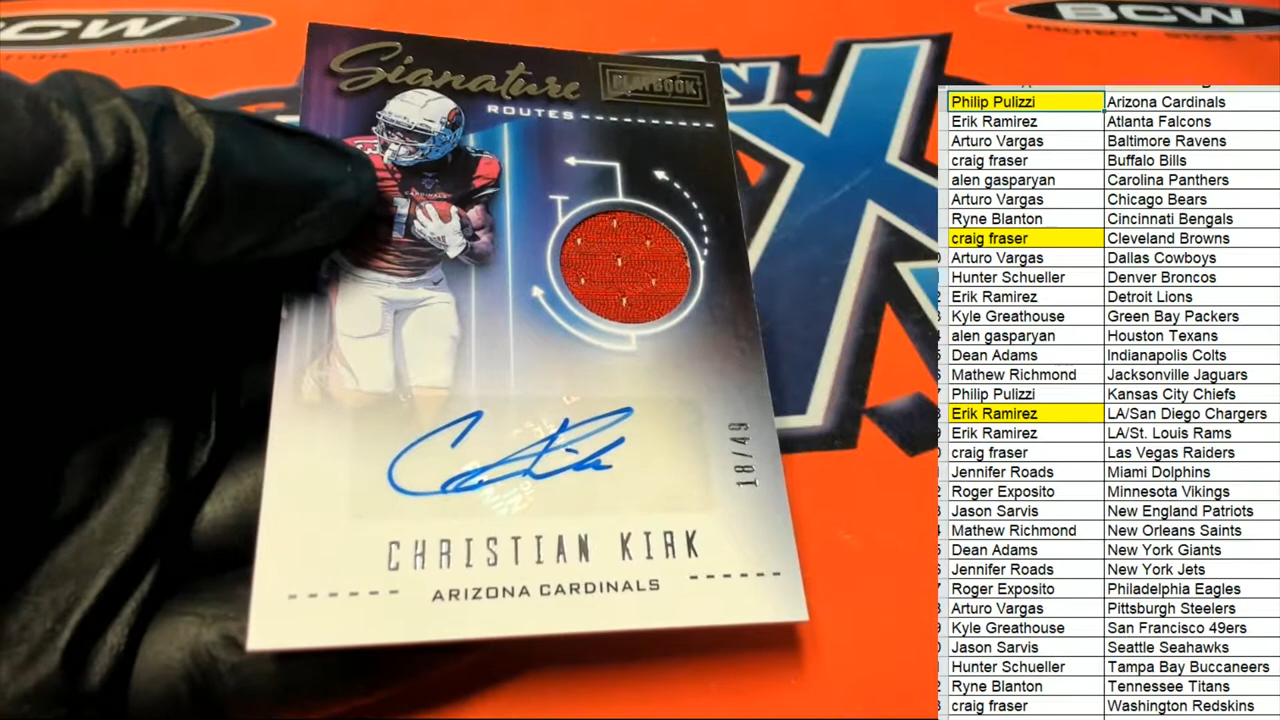 BCW
BCW
PROTECT STORE
Signature
PLAYBOOK
ROUTES
CARDINALS
18/49
CHRISTIAN KIRK
ARIZONA CARDINALS
Philip Pulizzi Arizona Cardinals
Erik Ramirez Atlanta Falcons
Arturo Vargas Baltimore Ravens
craig fraser Buffalo Bills
alen gasparyan Carolina Panthers
Arturo Vargas Chicago Bears
Ryne Blanton Cincinnati Bengals
craig fraser Cleveland Browns
Arturo Vargas Dallas Cowboys
Hunter Schueller Denver Broncos
Erik Ramirez Detroit Lions
Kyle Greathouse Green Bay Packers
alen gasparyan Houston Texans
Dean Adams Indianapolis Colts
Mathew Richmond Jacksonville Jaguars
Philip Pulizzi Kansas City Chiefs
Erik Ramirez LA/San Diego Chargers
Erik Ramirez LA/St. Louis Rams
craig fraser Las Vegas Raiders
Jennifer Roads Miami Dolphins
Roger Exposito Minnesota Vikings
Jason Sarvis New England Patriots
Mathew Richmond New Orleans Saints
Dean Adams New York Giants
Jennifer Roads New York Jets
Roger Exposito Philadelphia Eagles
Arturo Vargas Pittsburgh Steelers
Kyle Greathouse San Francisco 49ers
Jason Sarvis Seattle Seahawks
Hunter Schueller Tampa Bay Buccaneers
Ryne Blanton Tennessee Titans
craig fraser Washington Redskins